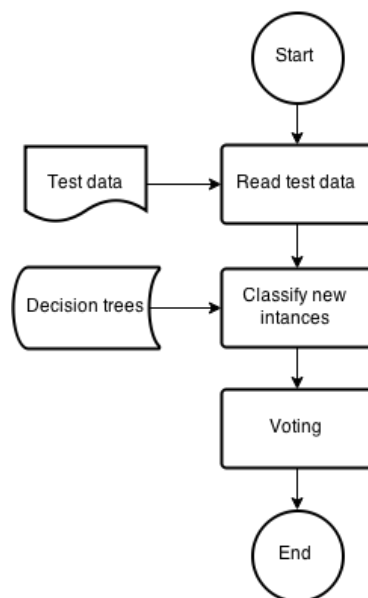 Start
Test data
Read test data
Decision trees
Classify new
intances
Voting
End